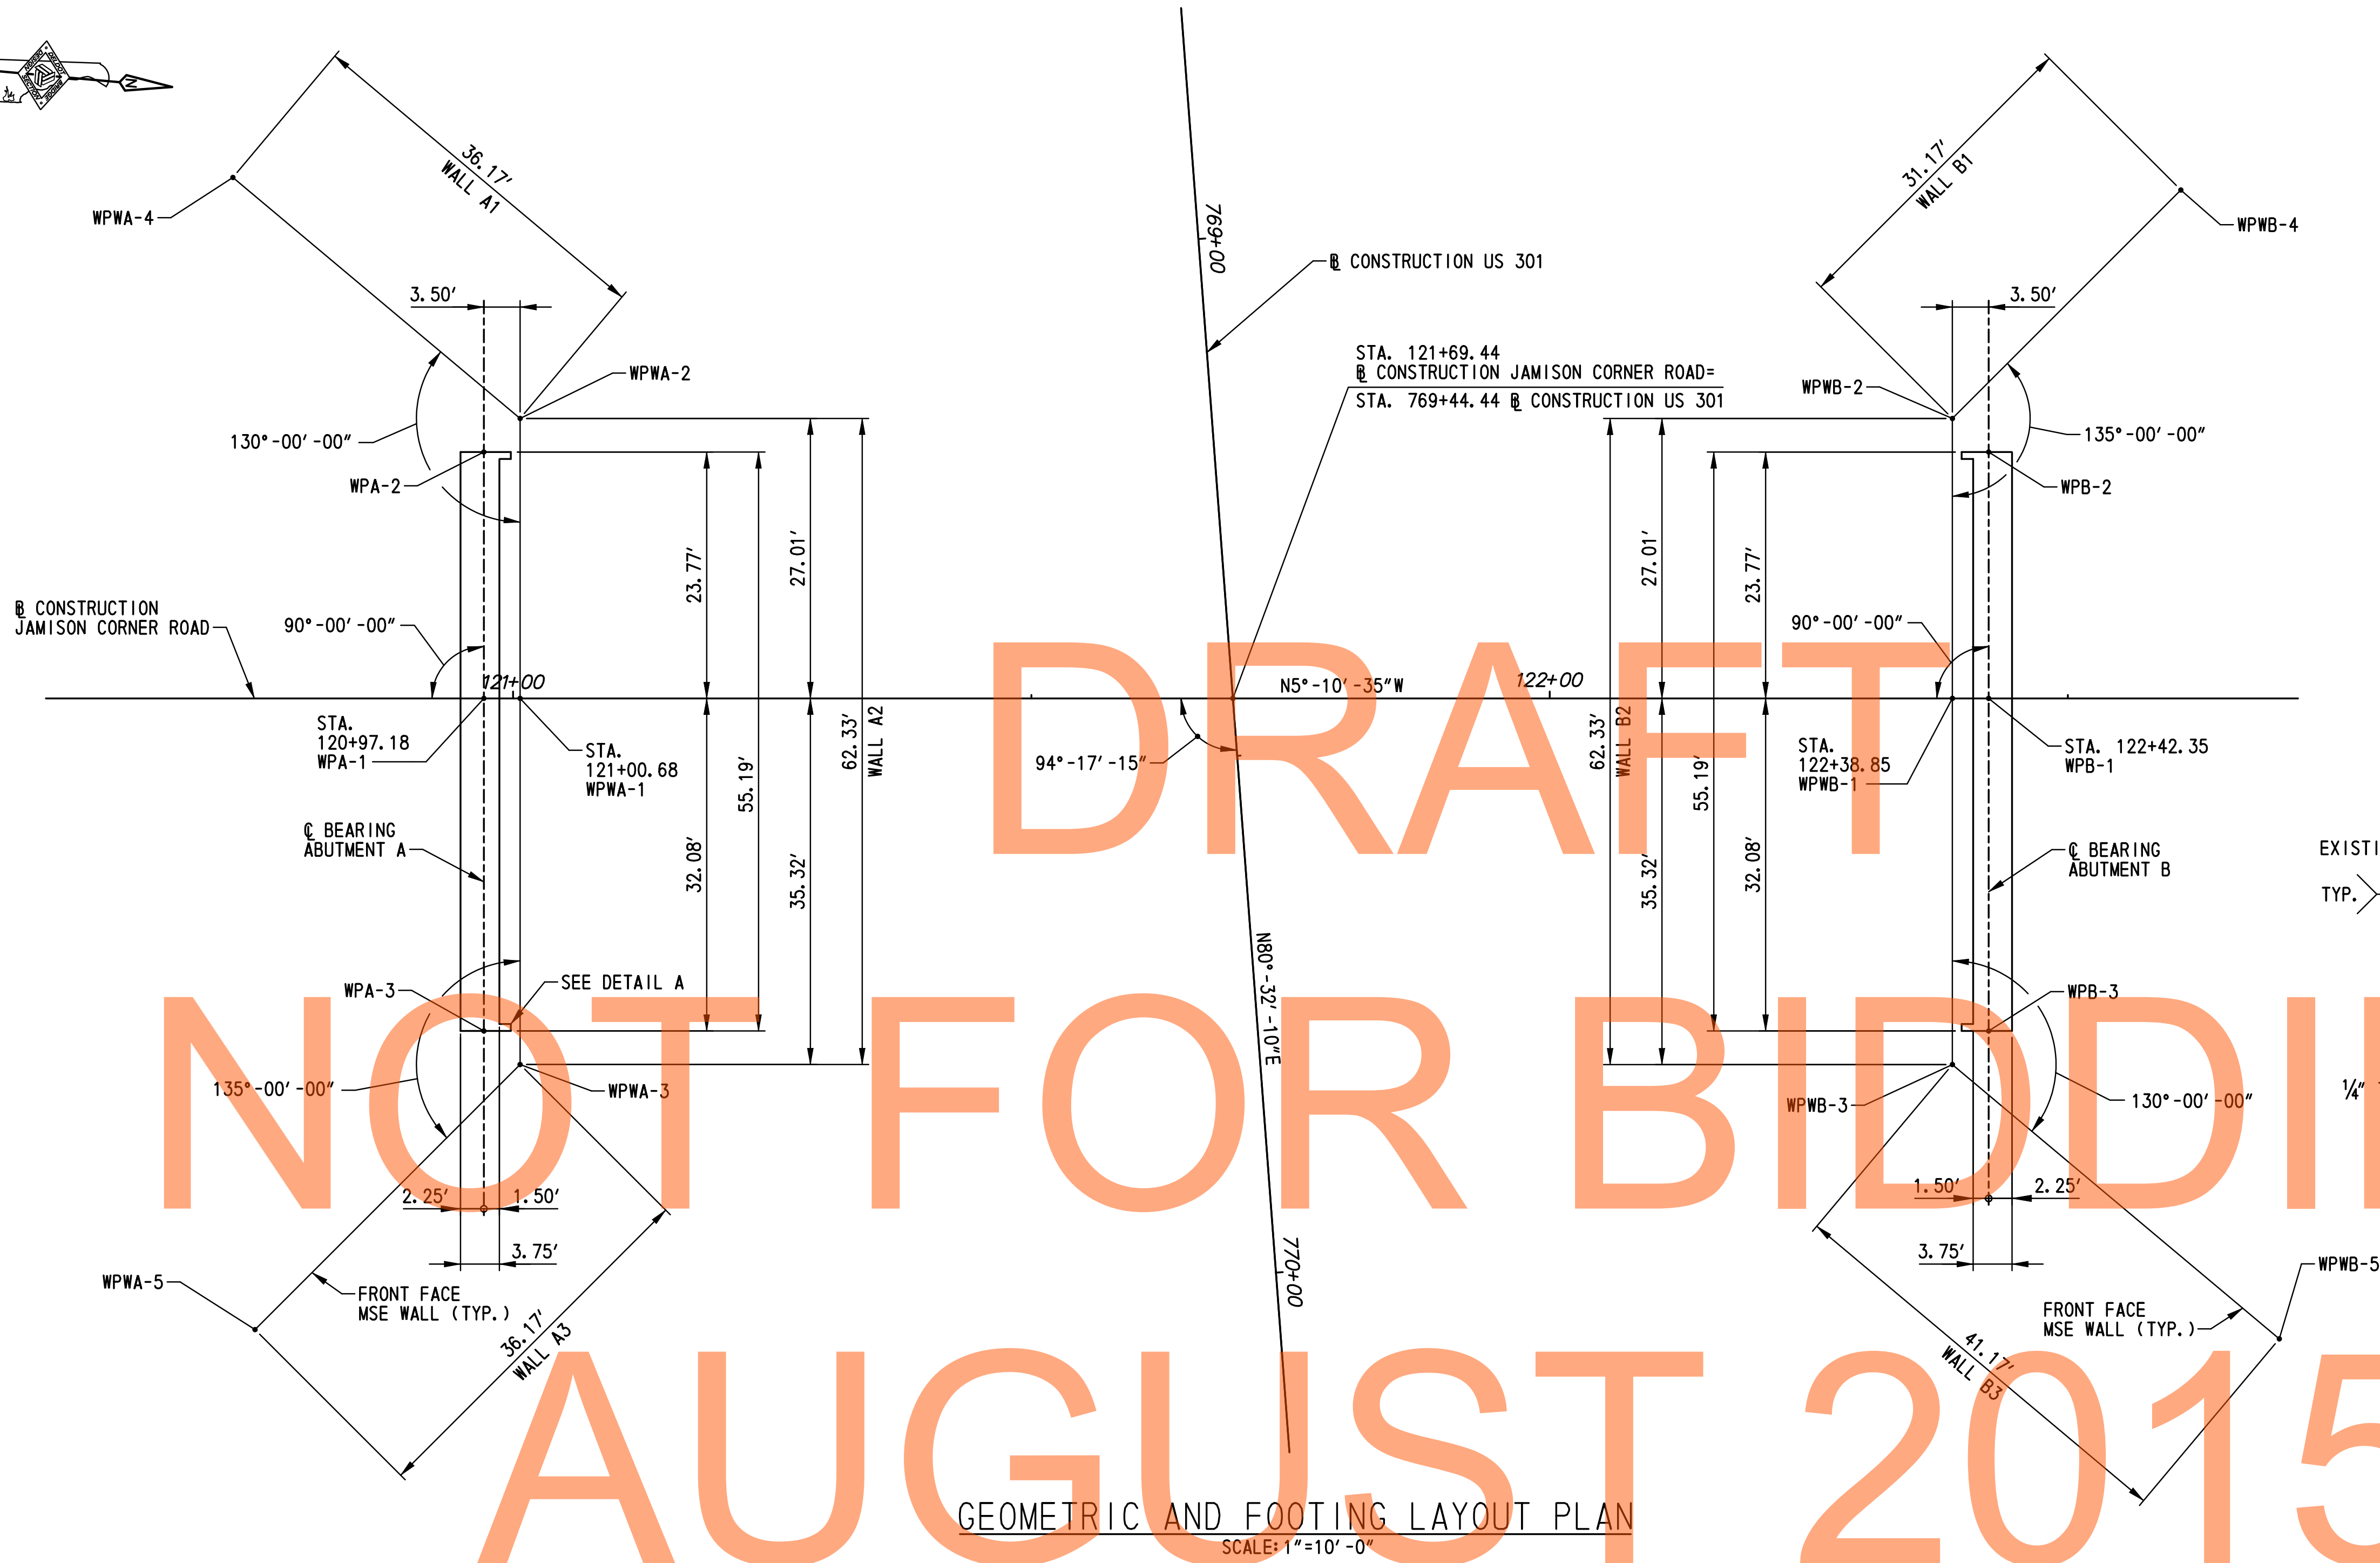 DELDOT
BRIDGE
DESIGN
SECTION
N
36.17'
WALL A1
WPWA-4
3.50'
WPWA-2
130°-00'-00"
WPA-2
23.77'
27.01'
℄ CONSTRUCTION
JAMISON CORNER ROAD
90°-00'-00"
121+00
STA.
120+97.18
WPA-1
STA.
121+00.68
WPWA-1
62.33'
WALL A2
55.19'
℄ BEARING
ABUTMENT A
32.08'
35.32'
WPA-3
SEE DETAIL A
135°-00'-00"
WPWA-3
2.25'
1.50'
3.75'
WPWA-5
FRONT FACE
MSE WALL (TYP.)
36.17'
WALL A3
769+00
B CONSTRUCTION US 301
STA. 121+69.44
B CONSTRUCTION JAMISON CORNER ROAD=
STA. 769+44.44 B CONSTRUCTION US 301
N5°-10'-35"W
122+00
94°-17'-15"
N80°-32'-10"E
770+00
31.17'
WALL B1
WPWB-4
3.50'
WPWB-2
135°-00'-00"
WPB-2
27.01'
23.77'
90°-00'-00"
62.33'
WALL B2
55.19'
STA.
122+38.85
WPWB-1
STA. 122+42.35
WPB-1
35.32'
32.08'
℄ BEARING
ABUTMENT B
EXISTI
TYP.
WPB-3
WPWB-3
130°-00'-00"
1/4"
1.50'
2.25'
3.75'
WPWB-5
FRONT FACE
MSE WALL (TYP.)
41.17'
WALL B3
DRAFT
NOT FOR BIDDI
AUGUST 2015
GEOMETRIC AND FOOTING LAYOUT PLAN
SCALE: 1"=10'-0"